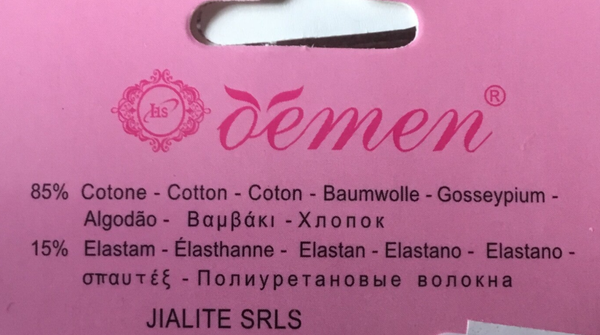 demen®
85% Cotone - Cotton - Coton - Baumwolle - Gosseypium -
Algodão - Βαμβάκι - Хлопок
15% Elastam - Élasthanne - Elastan - Elastano - Elastano -
σπαυτέξ - Полиуретановые волокна
JIALITE SRLS